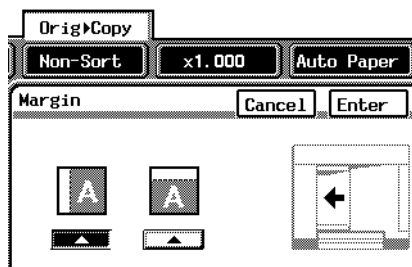 Orig▸Copy
Non-Sort x1.000 Auto Paper
Margin Cancel Enter
A A